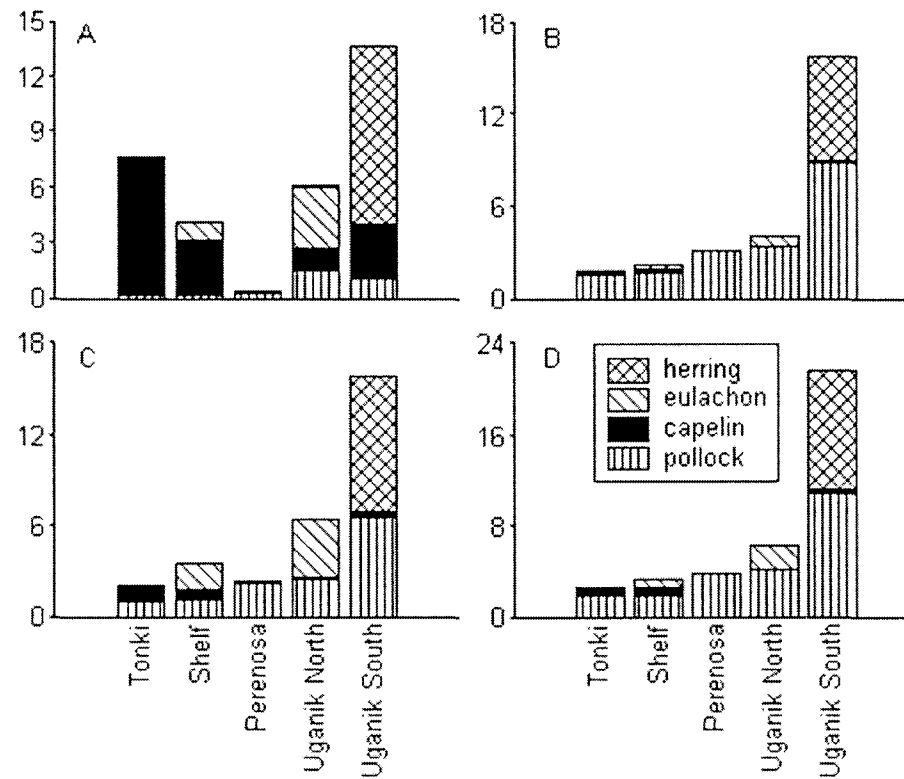 A
15
12
9
6
3
0
B
18
12
6
0
C
18
12
6
0
Tonki
Shelf
Perenosa
Uganik North
Uganik South
D
24
16
8
0
herring
eulachon
capelin
pollock
Tonki
Shelf
Perenosa
Uganik North
Uganik South